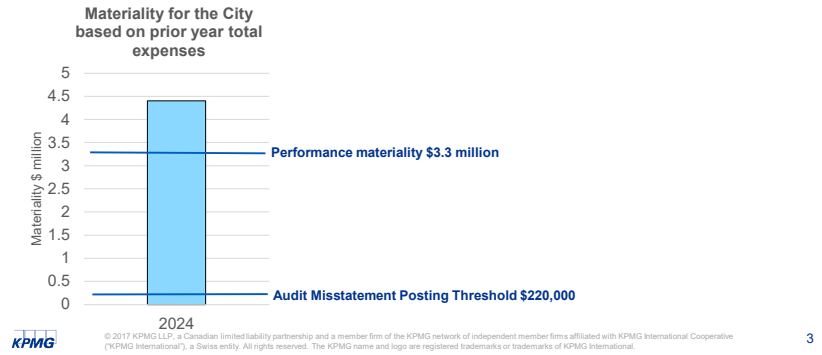 Materiality for the City
based on prior year total
expenses
Materiality $ million
5
4.5
4
3.5
3
2.5
2
1.5
1
0.5
0
Performance materiality $3.3 million
Audit Misstatement Posting Threshold $220,000
2024
KPMG
© 2017 KPMG LLP, a Canadian limited liability partnership and a member firm of the KPMG network of independent member firms affiliated with KPMG International Cooperative
("KPMG International"), a Swiss entity. All rights reserved. The KPMG name and logo are registered trademarks or trademarks of KPMG International.
3